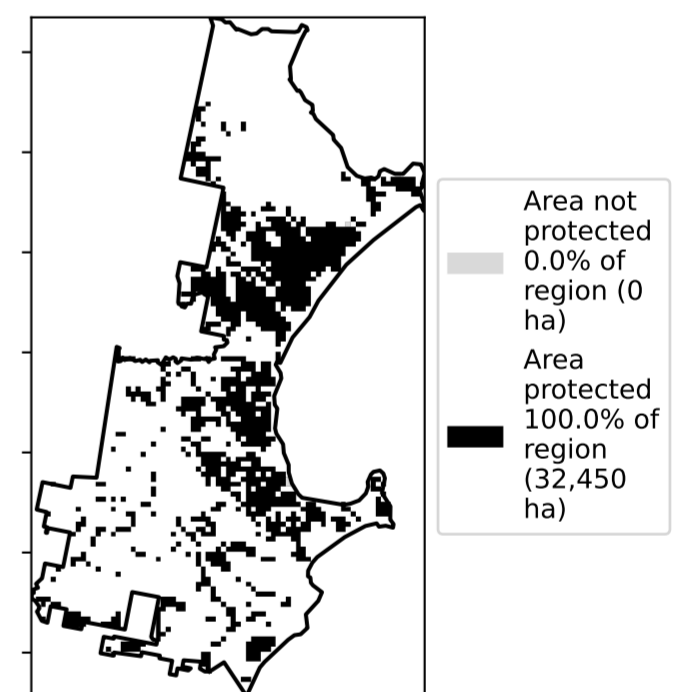 Area not
protected
0.0% of
region (0
ha)
Area
protected
100.0% of
region
(32,450
ha)